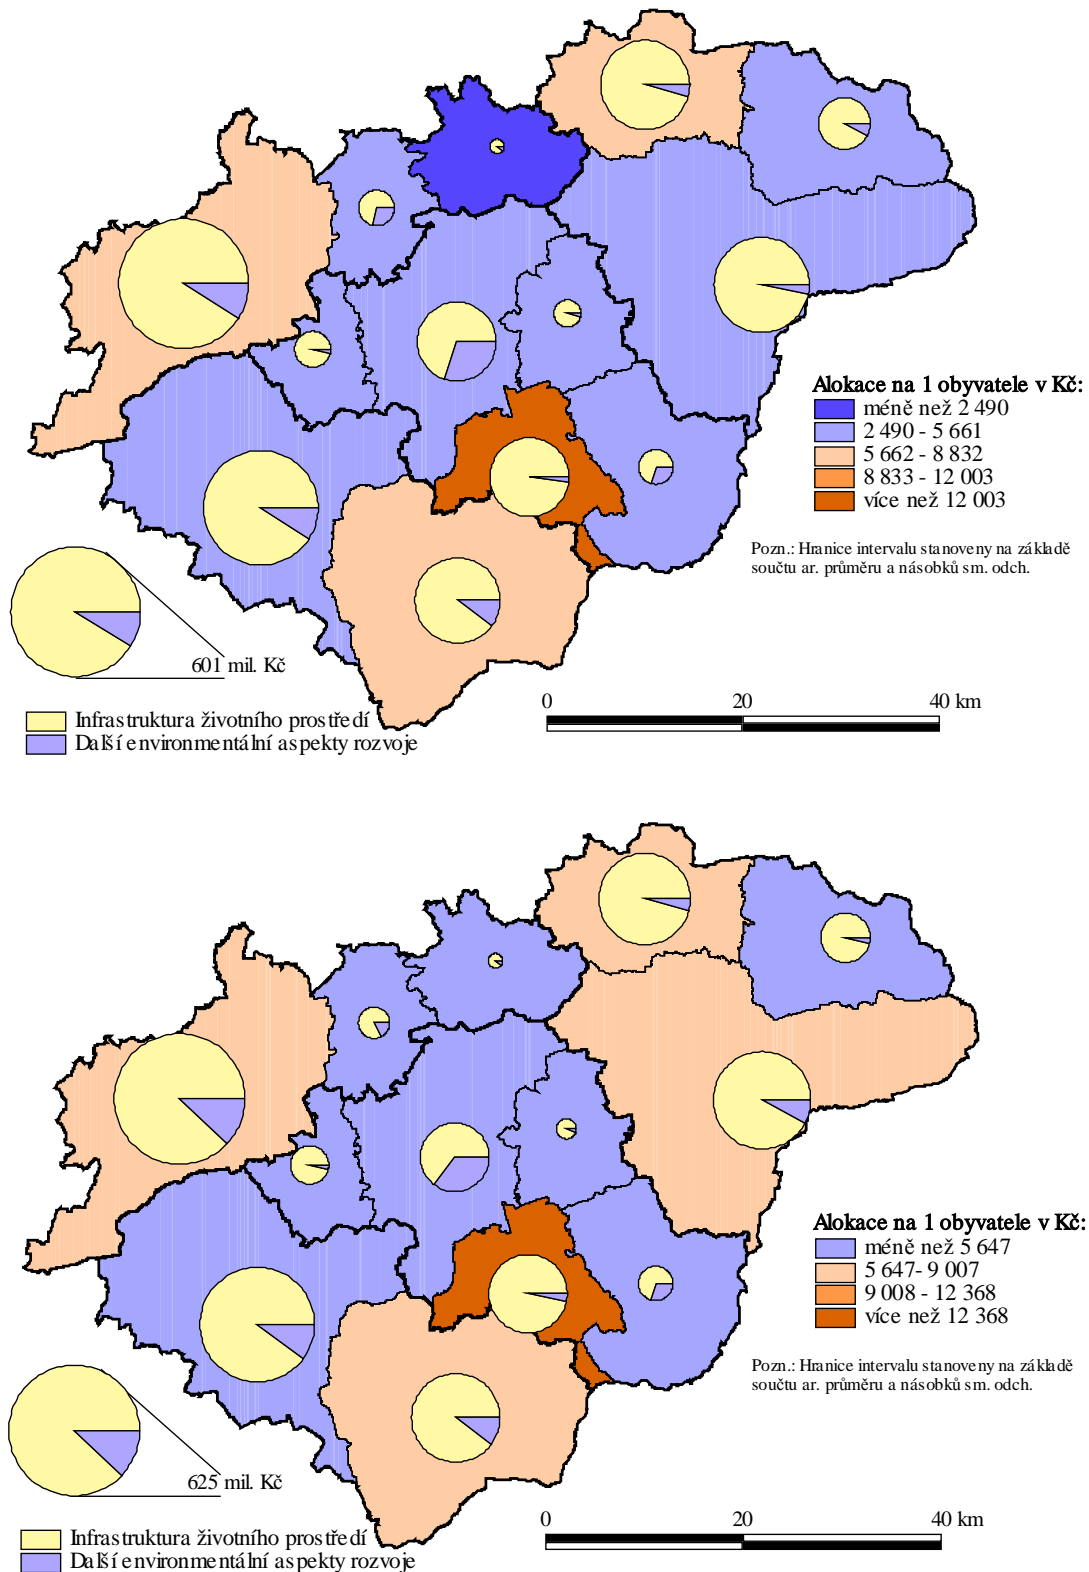 Alokace na 1 obyvatele v Kč:
méně než 2 490
2 490 - 5 661
5 662 - 8 832
8 833 - 12 003
více než 12 003
Pozn.: Hranice intervalu stanoveny na základě
součtu ar. průměru a násobků sm. odch.
601 mil. Kč
Infrastruktura životního prostředí
Další environmentální aspekty rozvoje
0 20 40 km
Alokace na 1 obyvatele v Kč:
méně než 5 647
5 647- 9 007
9 008 - 12 368
více než 12 368
Pozn.: Hranice intervalu stanoveny na základě
součtu ar. průměru a násobků sm. odch.
625 mil. Kč
Infrastruktura životního prostředí
Další environmentální aspekty rozvoje
0 20 40 km